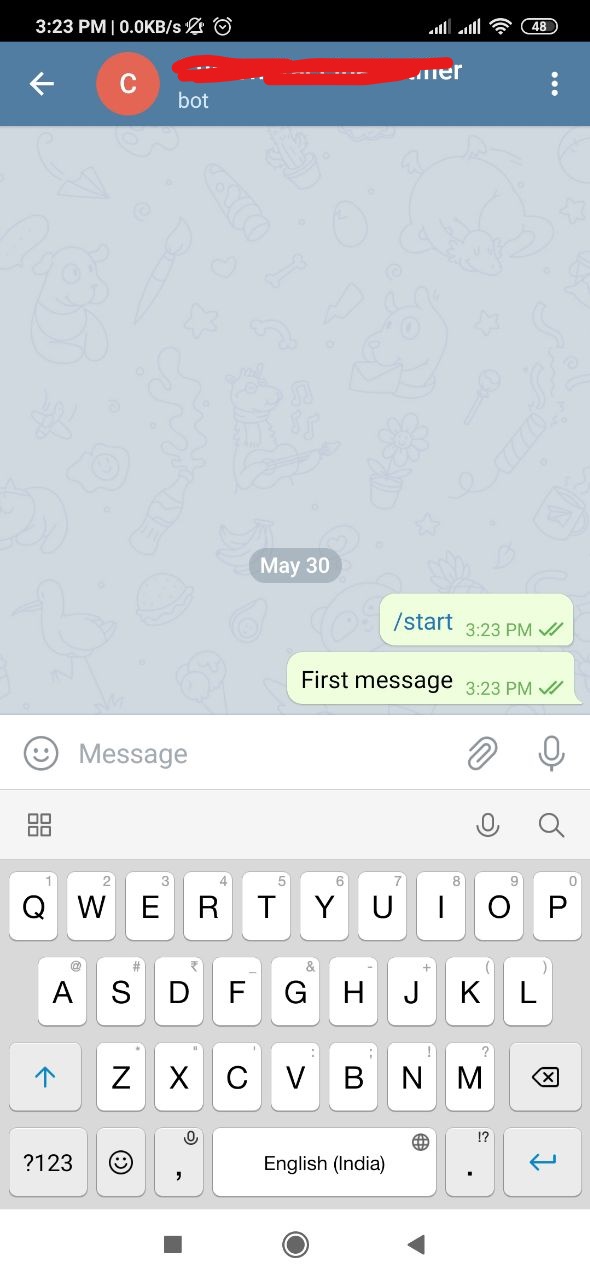 3:23 PM | 0.0KB/s 48
C
bot
May 30
/start 3:23 PM
First message 3:23 PM
Message
1 2 3 4 5 6 7 8 9 0
Q W E R T Y U I O P
@ # ₹ _ & - + ( )
A S D F G H J K L
* " ' : ; ! ?
Z X C V B N M
?123 , English (India) !? .